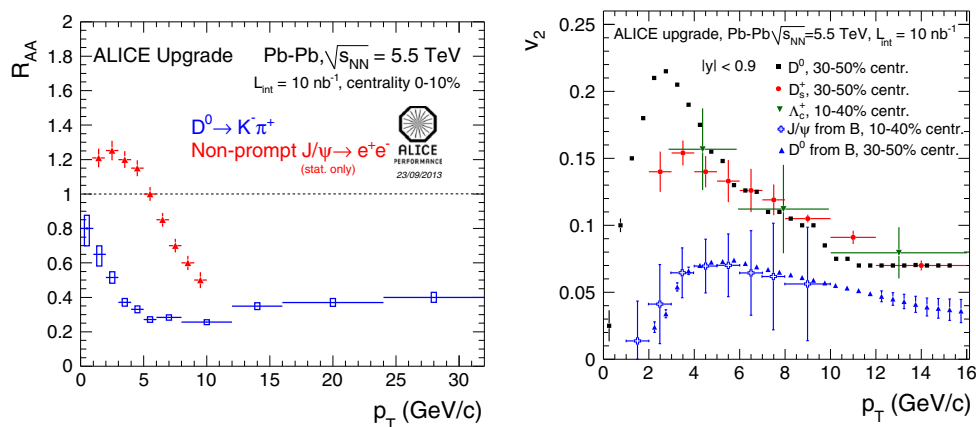 R_AA
2
1.8
1.6
1.4
1.2
1
0.8
0.6
0.4
0.2
0
ALICE Upgrade
Pb-Pb, √s_NN = 5.5 TeV
L_int = 10 nb⁻¹, centrality 0-10%
D⁰→ K⁻π⁺
Non-prompt J/ψ→ e⁺e⁻
(stat. only)
ALICE
PERFORMANCE
23/09/2013
0 5 10 15 20 25 30
p_T (GeV/c)
v_2
0.25
0.2
0.15
0.1
0.05
0
ALICE upgrade, Pb-Pb√s_NN=5.5 TeV, L_int = 10 nb⁻¹
|y| < 0.9
D⁰, 30-50% centr.
D_s⁺, 30-50% centr.
Λ_c⁺, 10-40% centr.
J/ψ from B, 10-40% centr.
D⁰ from B, 30-50% centr.
0 2 4 6 8 10 12 14 16
p_T (GeV/c)